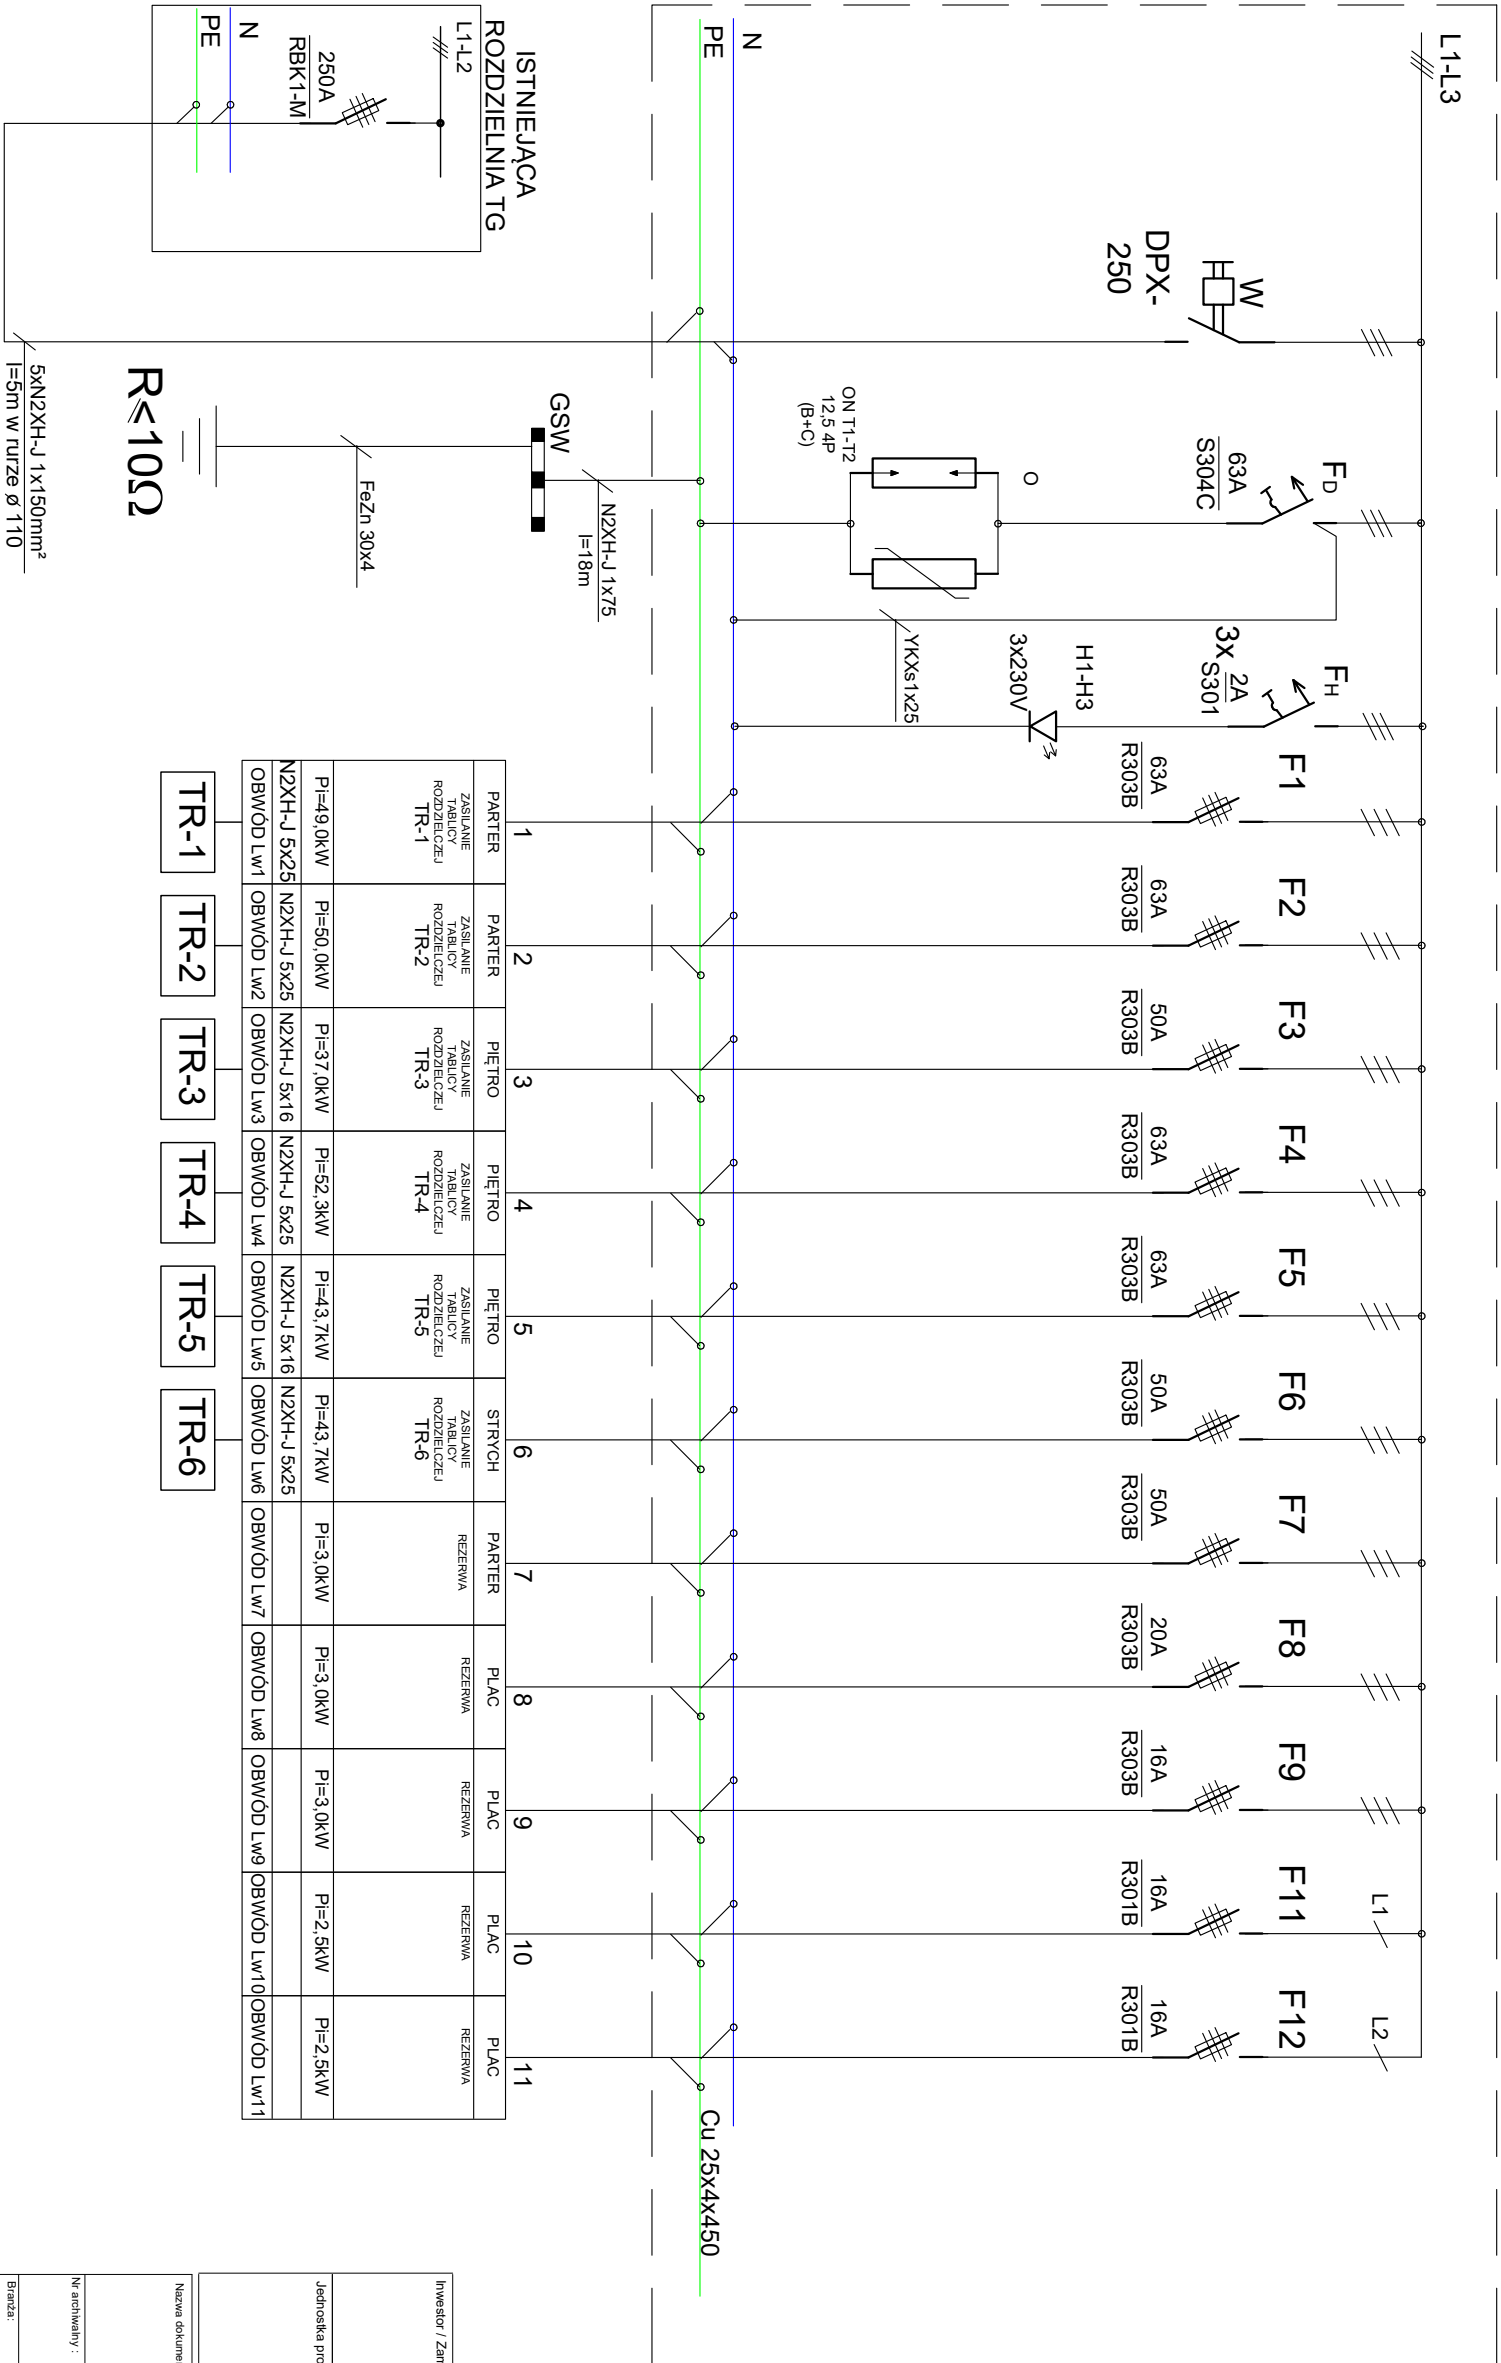 L1-L3
N
PE
ISTNIEJĄCA
ROZDZIELNIA TG
L1-L2
250A
RBK1-M
N
PE
W
DPX-
250
FD
63A
S304C
O
ON T1-T2
12,5 4P
(B+C)
FH
3x 2A
S301
H1-H3
3x230V
YKXs1x25
GSW
N2XH-J 1x75
l=18m
FeZn 30x4
R≤10Ω
5xN2XH-J 1x150mm²
l=5m w rurze ø 110
F1
63A
R303B
F2
63A
R303B
F3
50A
R303B
F4
63A
R303B
F5
63A
R303B
F6
50A
R303B
F7
50A
R303B
F8
20A
R303B
F9
16A
R303B
L1
F11
16A
R301B
L2
F12
16A
R301B
Cu 25x4x450
1
PARTER
ZASILANIE
TABLICY
ROZDZIELCZEJ
TR-1
Pi=49,0kW
N2XH-J 5x25
OBWÓD Lw1
TR-1
2
PARTER
ZASILANIE
TABLICY
ROZDZIELCZEJ
TR-2
Pi=50,0kW
N2XH-J 5x25
OBWÓD Lw2
TR-2
3
PIĘTRO
ZASILANIE
TABLICY
ROZDZIELCZEJ
TR-3
Pi=37,0kW
N2XH-J 5x16
OBWÓD Lw3
TR-3
4
PIĘTRO
ZASILANIE
TABLICY
ROZDZIELCZEJ
TR-4
Pi=52,3kW
N2XH-J 5x25
OBWÓD Lw4
TR-4
5
PIĘTRO
ZASILANIE
TABLICY
ROZDZIELCZEJ
TR-5
Pi=43,7kW
N2XH-J 5x16
OBWÓD Lw5
TR-5
6
STRYCH
ZASILANIE
TABLICY
ROZDZIELCZEJ
TR-6
Pi=43,7kW
N2XH-J 5x25
OBWÓD Lw6
TR-6
7
PARTER
REZERWA
Pi=3,0kW
OBWÓD Lw7
8
PLAC
REZERWA
Pi=3,0kW
OBWÓD Lw8
9
PLAC
REZERWA
Pi=3,0kW
OBWÓD Lw9
10
PLAC
REZERWA
Pi=2,5kW
OBWÓD Lw10
11
PLAC
REZERWA
Pi=2,5kW
OBWÓD Lw11
Inwestor / Zam
Jednostka pro
Nazwa dokume
Nr archiwalny :
Branża: